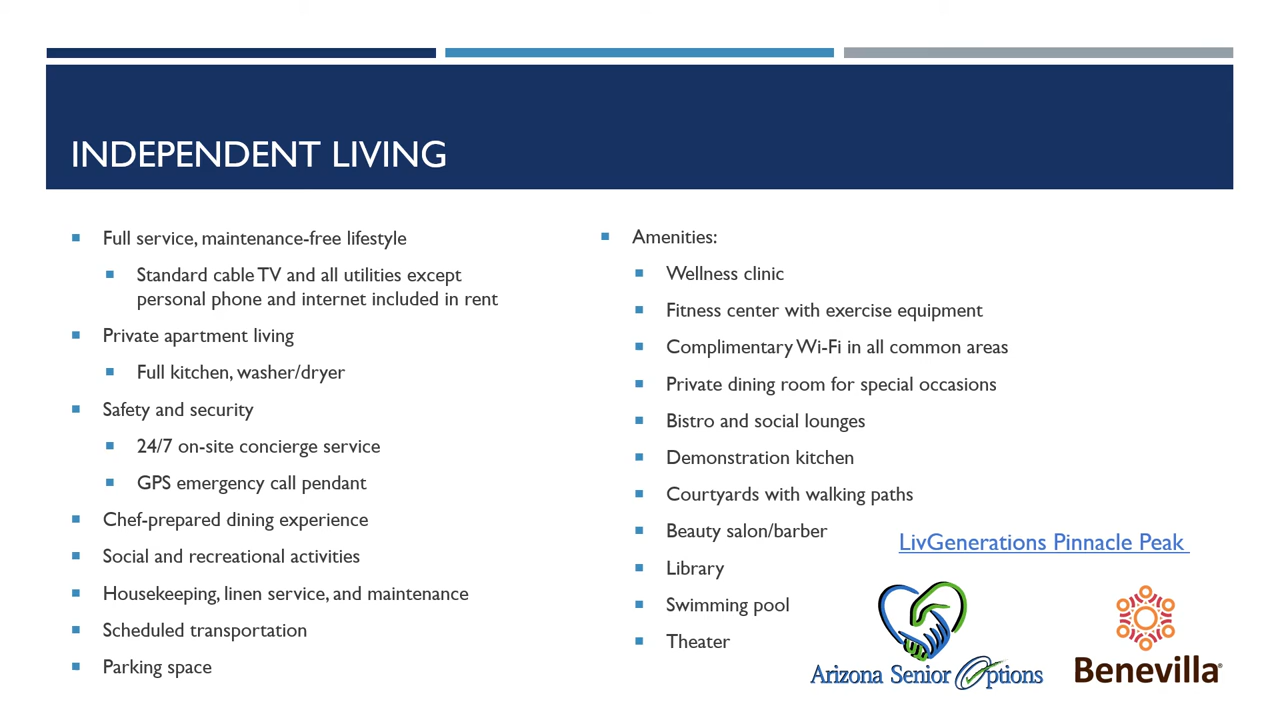 INDEPENDENT LIVING
Full service, maintenance-free lifestyle
Standard cable TV and all utilities except
personal phone and internet included in rent
Private apartment living
Full kitchen, washer/dryer
Safety and security
24/7 on-site concierge service
GPS emergency call pendant
Chef-prepared dining experience
Social and recreational activities
Housekeeping, linen service, and maintenance
Scheduled transportation
Parking space
Amenities:
Wellness clinic
Fitness center with exercise equipment
Complimentary Wi-Fi in all common areas
Private dining room for special occasions
Bistro and social lounges
Demonstration kitchen
Courtyards with walking paths
Beauty salon/barber
Library
Swimming pool
Theater
LivGenerations Pinnacle Peak
Arizona Senior Options
Benevilla®